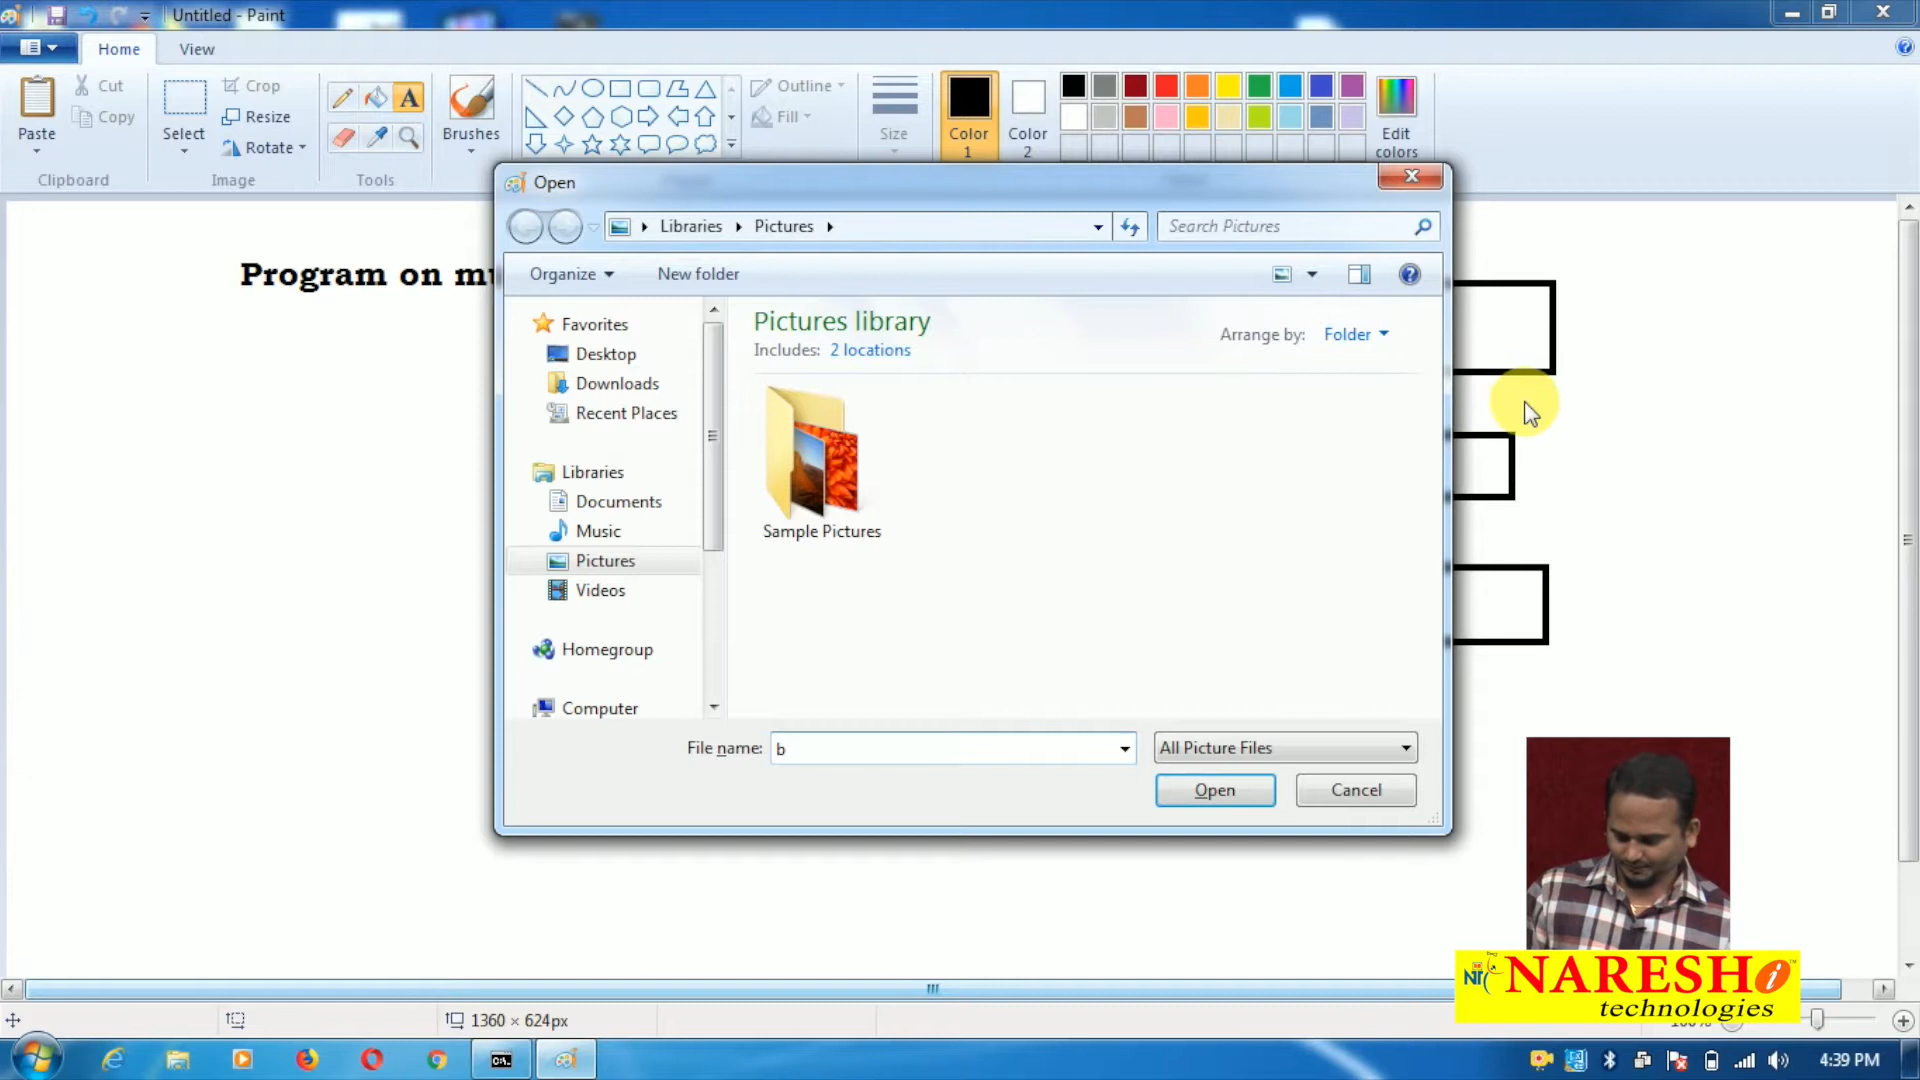 Untitled - Paint
Home
View
Paste
Cut
Copy
Clipboard
Select
Crop
Resize
Rotate
Image
Tools
Brushes
Outline
Fill
Size
Color
1
Color
2
Edit
colors
Program on m
Open
Libraries
Pictures
Search Pictures
Organize
New folder
Favorites
Desktop
Downloads
Recent Places
Libraries
Documents
Music
Pictures
Videos
Homegroup
Computer
Pictures library
Includes: 2 locations
Arrange by: Folder
Sample Pictures
File name: b
All Picture Files
Open
Cancel
NT
NARESH i
technologies
1360 × 624px
4:39 PM